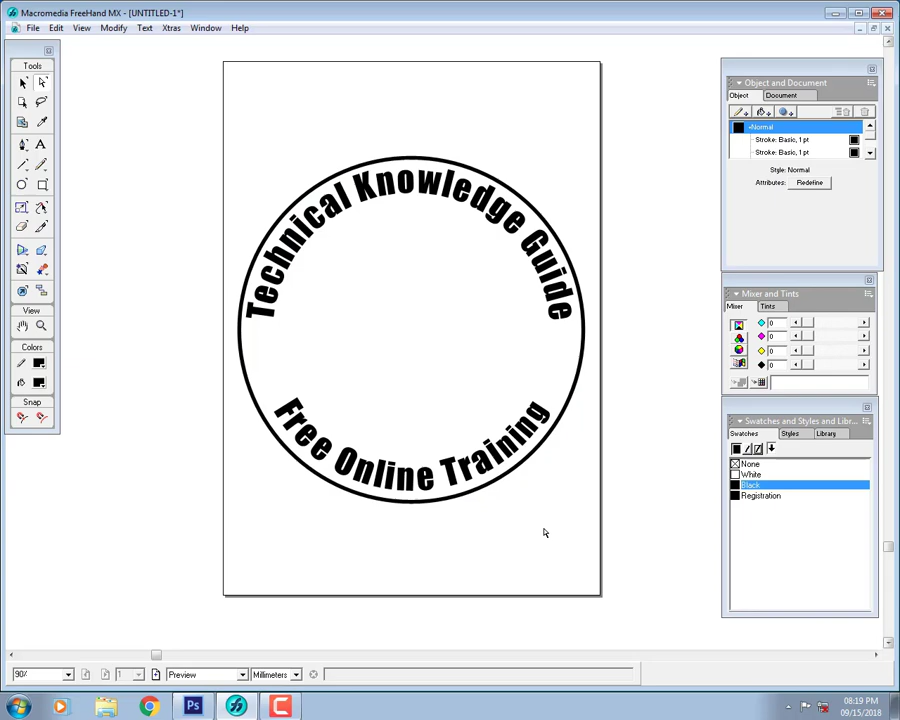 Macromedia FreeHand MX - [UNTITLED-1*]
File Edit View Modify Text Xtras Window Help
Tools
View
Colors
Snap
Technical Knowledge Guide
Free Online Training
Object and Document
Object Document
Normal
Stroke: Basic, 1 pt
Stroke: Basic, 1 pt
Style: Normal
Attributes: Redefine
Mixer and Tints
Mixer Tints
0
0
0
0
Swatches and Styles and Libr...
Swatches Styles Library
None
White
Black
Registration
90% 1 Preview Millimeters
Ps
08:19 PM
09/15/2018